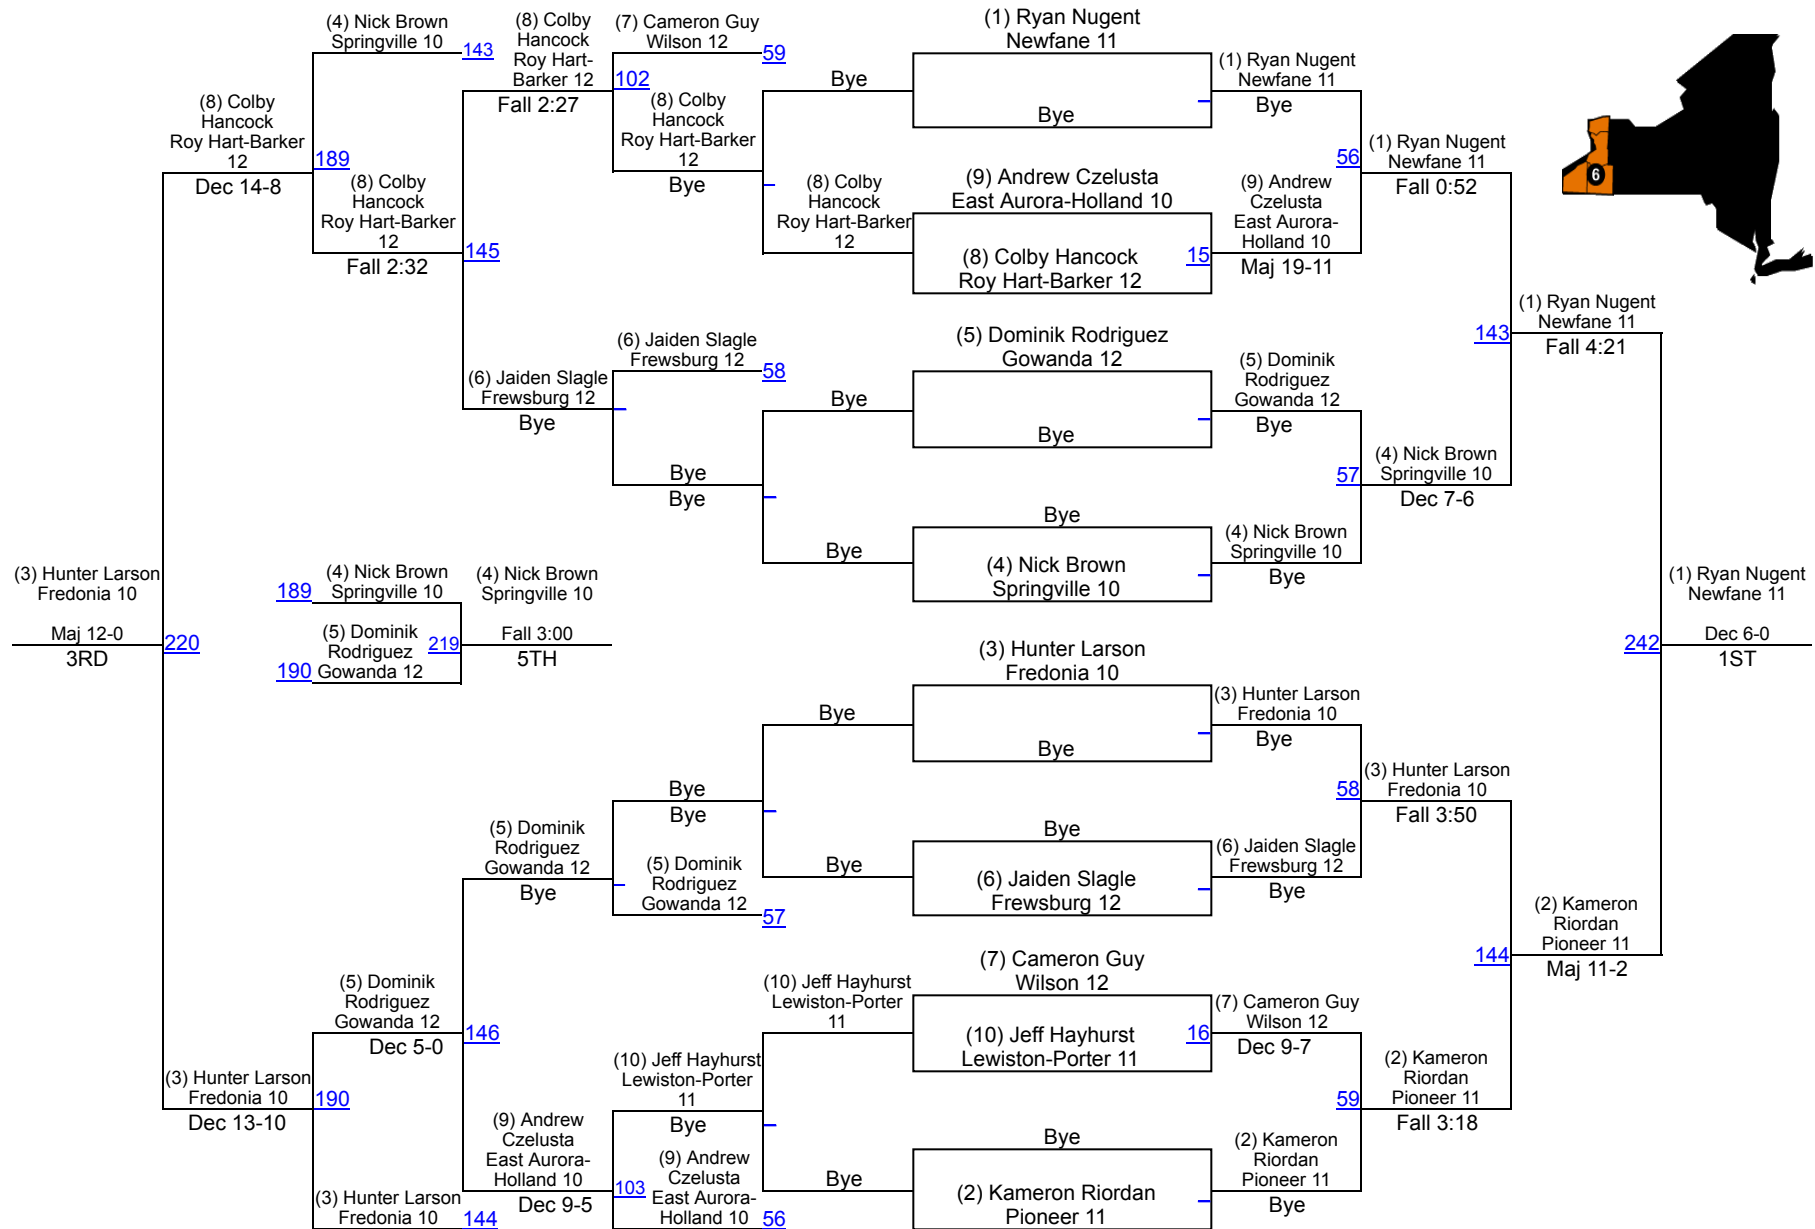 (4) Nick Brown
Springville 10
143
(8) Colby
Hancock
Roy Hart-Barker
12
Dec 14-8
189
(8) Colby
Hancock
Roy Hart-Barker
12
Fall 2:32
(8) Colby
Hancock
Roy Hart-
Barker 12
Fall 2:27
145
(6) Jaiden Slagle
Frewsburg 12
Bye
(7) Cameron Guy
Wilson 12
59
102
(8) Colby
Hancock
Roy Hart-Barker
12
Bye
(6) Jaiden Slagle
Frewsburg 12
58
Bye
Bye
Bye
(8) Colby
Hancock
Roy Hart-Barker
12
Bye
Bye
(1) Ryan Nugent
Newfane 11
Bye
(9) Andrew Czelusta
East Aurora-Holland 10
(8) Colby Hancock
Roy Hart-Barker 12
15
(5) Dominik Rodriguez
Gowanda 12
Bye
Bye
(4) Nick Brown
Springville 10
(1) Ryan Nugent
Newfane 11
Bye
56
(9) Andrew
Czelusta
East Aurora-
Holland 10
Maj 19-11
(5) Dominik
Rodriguez
Gowanda 12
Bye
57
(4) Nick Brown
Springville 10
Bye
(1) Ryan Nugent
Newfane 11
Fall 0:52
143
(4) Nick Brown
Springville 10
Dec 7-6
(1) Ryan Nugent
Newfane 11
Fall 4:21
6
(3) Hunter Larson
Fredonia 10
Maj 12-0
3RD
220
189
(4) Nick Brown
Springville 10
(5) Dominik
Rodriguez
Gowanda 12
190
219
(4) Nick Brown
Springville 10
Fall 3:00
5TH
242
(1) Ryan Nugent
Newfane 11
Dec 6-0
1ST
(3) Hunter Larson
Fredonia 10
Dec 13-10
190
(5) Dominik
Rodriguez
Gowanda 12
Dec 5-0
(3) Hunter Larson
Fredonia 10
144
146
(5) Dominik
Rodriguez
Gowanda 12
Bye
(9) Andrew
Czelusta
East Aurora-
Holland 10
Dec 9-5
Bye
Bye
(5) Dominik
Rodriguez
Gowanda 12
57
(10) Jeff Hayhurst
Lewiston-Porter
11
Bye
103
(9) Andrew
Czelusta
East Aurora-
Holland 10
56
Bye
Bye
(10) Jeff Hayhurst
Lewiston-Porter
11
Bye
(3) Hunter Larson
Fredonia 10
Bye
Bye
(6) Jaiden Slagle
Frewsburg 12
(7) Cameron Guy
Wilson 12
(10) Jeff Hayhurst
Lewiston-Porter 11
16
Bye
(2) Kameron Riordan
Pioneer 11
(3) Hunter Larson
Fredonia 10
Bye
58
(6) Jaiden Slagle
Frewsburg 12
Bye
(7) Cameron Guy
Wilson 12
Dec 9-7
59
(2) Kameron
Riordan
Pioneer 11
Bye
(3) Hunter Larson
Fredonia 10
Fall 3:50
144
(2) Kameron
Riordan
Pioneer 11
Fall 3:18
(2) Kameron
Riordan
Pioneer 11
Maj 11-2